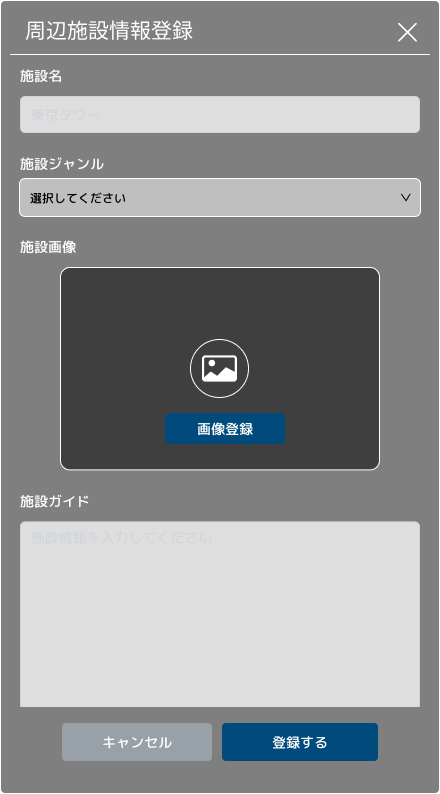 周辺施設情報登録
施設名
東京タワー
施設ジャンル
選択してください
施設画像
画像登録
施設ガイド
施設情報を入力してください
キャンセル
登録する